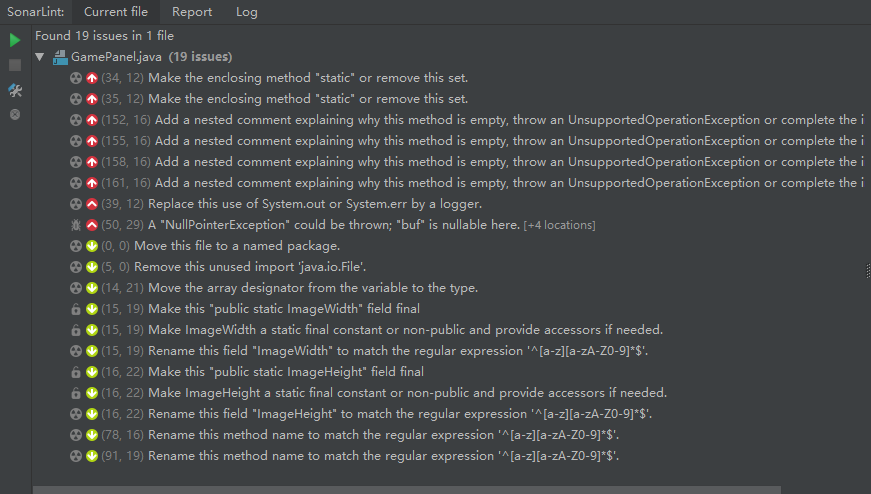 SonarLint: Current file Report Log
Found 19 issues in 1 file
GamePanel.java (19 issues)
(34, 12) Make the enclosing method "static" or remove this set.
(35, 12) Make the enclosing method "static" or remove this set.
(152, 16) Add a nested comment explaining why this method is empty, throw an UnsupportedOperationException or complete the i
(155, 16) Add a nested comment explaining why this method is empty, throw an UnsupportedOperationException or complete the i
(158, 16) Add a nested comment explaining why this method is empty, throw an UnsupportedOperationException or complete the i
(161, 16) Add a nested comment explaining why this method is empty, throw an UnsupportedOperationException or complete the i
(39, 12) Replace this use of System.out or System.err by a logger.
(50, 29) A "NullPointerException" could be thrown; "buf" is nullable here. [+4 locations]
(0, 0) Move this file to a named package.
(5, 0) Remove this unused import 'java.io.File'.
(14, 21) Move the array designator from the variable to the type.
(15, 19) Make this "public static ImageWidth" field final
(15, 19) Make ImageWidth a static final constant or non-public and provide accessors if needed.
(15, 19) Rename this field "ImageWidth" to match the regular expression '^[a-z][a-zA-Z0-9]*$'.
(16, 22) Make this "public static ImageHeight" field final
(16, 22) Make ImageHeight a static final constant or non-public and provide accessors if needed.
(16, 22) Rename this field "ImageHeight" to match the regular expression '^[a-z][a-zA-Z0-9]*$'.
(78, 16) Rename this method name to match the regular expression '^[a-z][a-zA-Z0-9]*$'.
(91, 19) Rename this method name to match the regular expression '^[a-z][a-zA-Z0-9]*$'.